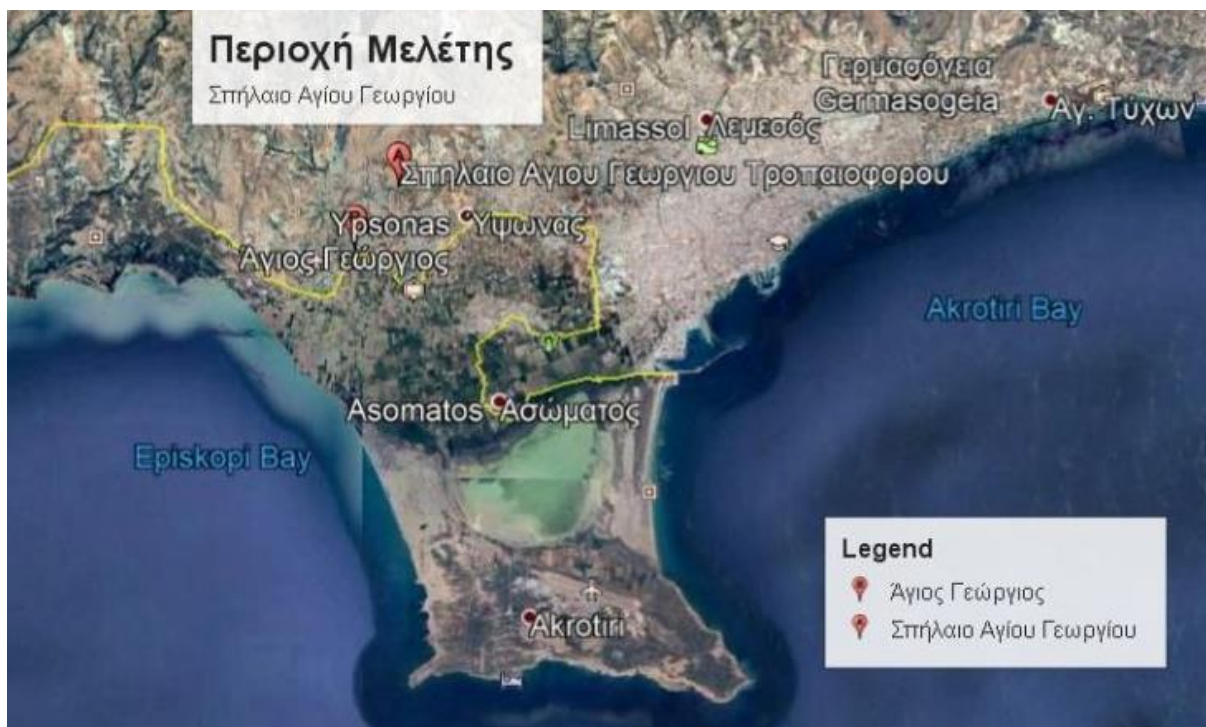 Περιοχή Μελέτης
Σπήλαιο Αγίου Γεωργίου
Γερμασόγεια
Germasogeia
Αγ. Τύχων
Limassol Λεμεσός
Σπηλαιο Αγιου Γεωργιου Τροπαιοφορου
Ypsonas Ύψωνας
Άγιος Γεώργιος
Akrotiri Bay
Asomatos Ασώματος
Episkopi Bay
Akrotiri
Legend
Άγιος Γεώργιος
Σπήλαιο Αγίου Γεωργίου